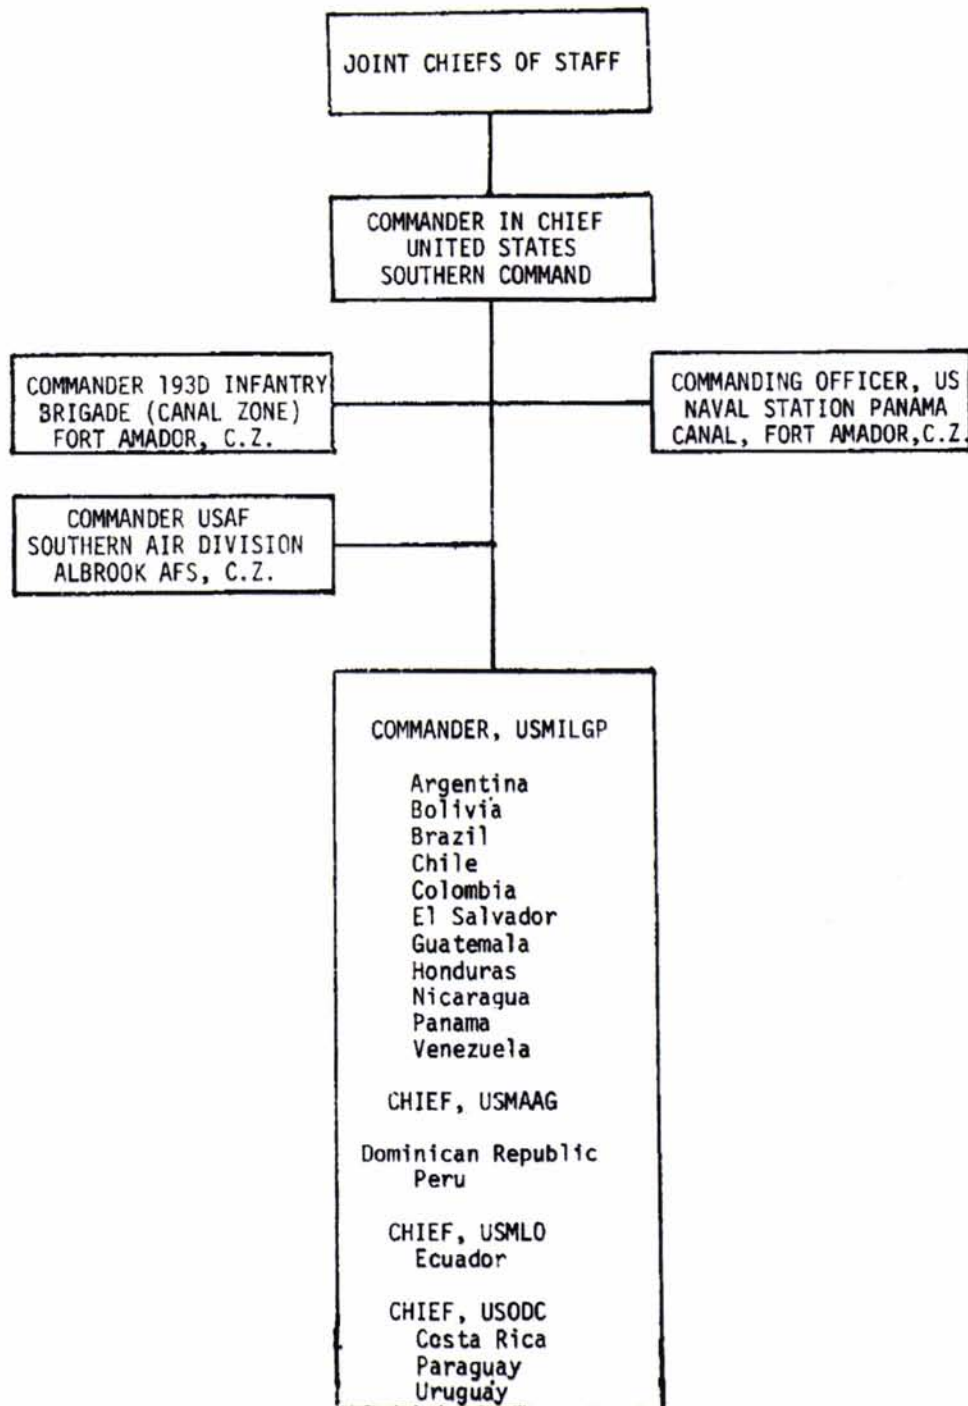 JOINT CHIEFS OF STAFF
COMMANDER IN CHIEF
UNITED STATES
SOUTHERN COMMAND
COMMANDER 193D INFANTRY
BRIGADE (CANAL ZONE)
FORT AMADOR, C.Z.
COMMANDING OFFICER, US
NAVAL STATION PANAMA
CANAL, FORT AMADOR,C.Z.
COMMANDER USAF
SOUTHERN AIR DIVISION
ALBROOK AFS, C.Z.
COMMANDER, USMILGP
Argentina
Bolivia
Brazil
Chile
Colombia
El Salvador
Guatemala
Honduras
Nicaragua
Panama
Venezuela
CHIEF, USMAAG
Dominican Republic
Peru
CHIEF, USMLO
Ecuador
CHIEF, USODC
Costa Rica
Paraguay
Uruguay